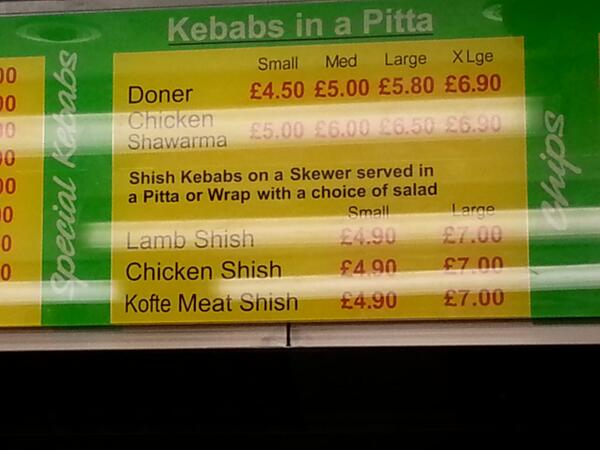 Kebabs in a Pitta
Small Med Large X Lge
Doner £4.50 £5.00 £5.80 £6.90
Chicken
Shawarma £5.00 £6.00 £6.50 £6.90
Shish Kebabs on a Skewer served in
a Pitta or Wrap with a choice of salad
Small Large
Lamb Shish £4.90 £7.00
Chicken Shish £4.90 £7.00
Kofte Meat Shish £4.90 £7.00
Special Kebabs
Chips